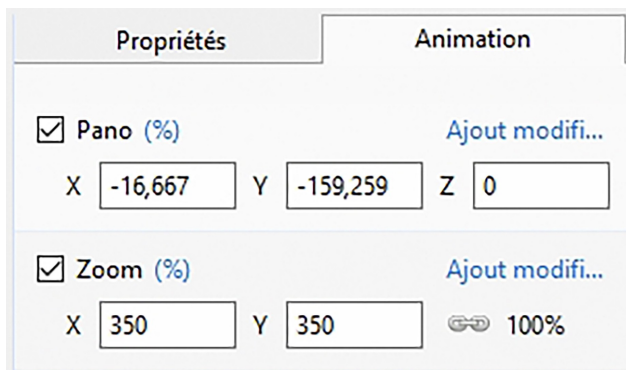 Propriétés Animation
Pano (%) Ajout modifi...
X -16,667 Y -159,259 Z 0
Zoom (%) Ajout modifi...
X 350 Y 350 100%